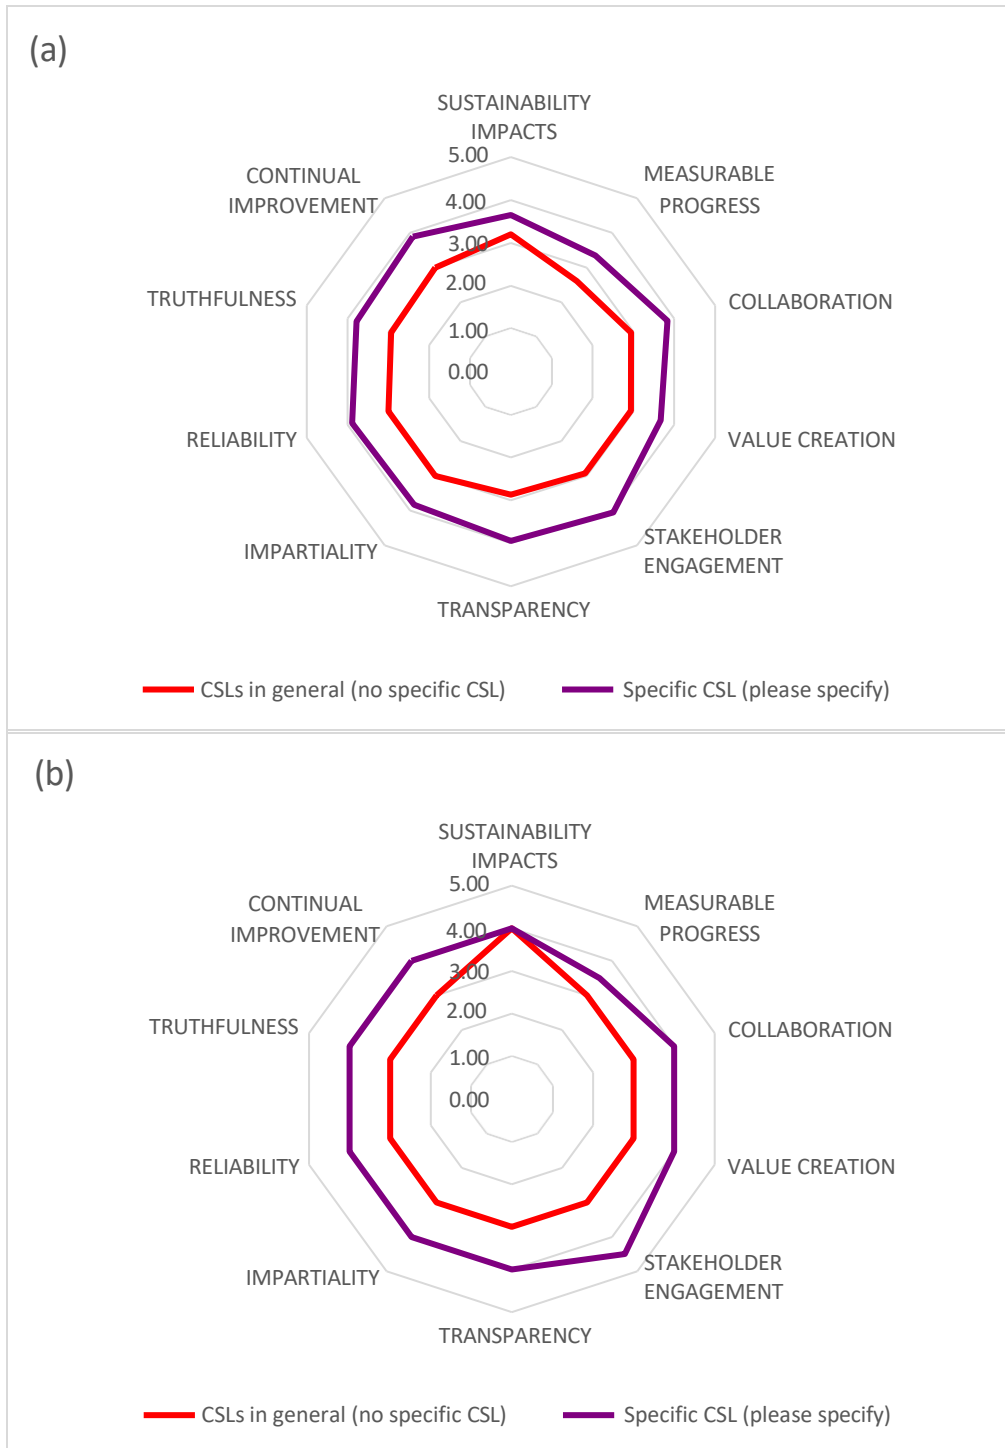 (a)
SUSTAINABILITY
IMPACTS
5.00
MEASURABLE
PROGRESS
CONTINUAL
IMPROVEMENT
4.00
3.00
TRUTHFULNESS
COLLABORATION
2.00
1.00
0.00
RELIABILITY
VALUE CREATION
IMPARTIALITY
STAKEHOLDER
ENGAGEMENT
TRANSPARENCY
CSLs in general (no specific CSL)
Specific CSL (please specify)
(b)
SUSTAINABILITY
IMPACTS
5.00
MEASURABLE
PROGRESS
CONTINUAL
IMPROVEMENT
4.00
3.00
TRUTHFULNESS
COLLABORATION
2.00
1.00
0.00
RELIABILITY
VALUE CREATION
IMPARTIALITY
STAKEHOLDER
ENGAGEMENT
TRANSPARENCY
CSLs in general (no specific CSL)
Specific CSL (please specify)